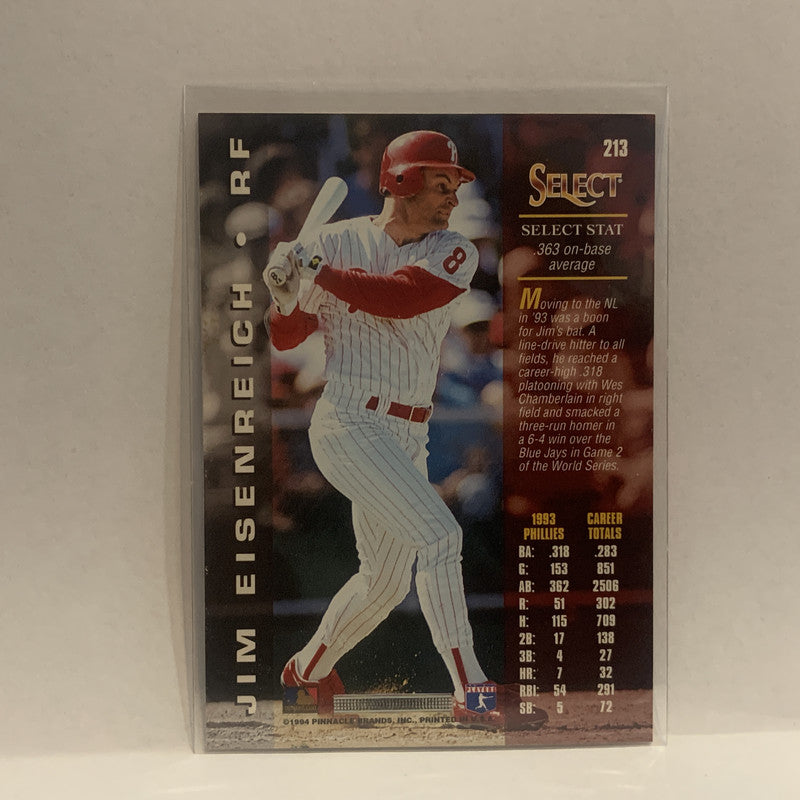 213
SELECT
SELECT STAT
.363 on-base
average
Moving to the NL
in '93 was a boon
for Jim's bat. A
line-drive hitter to all
fields, he reached a
career-high .318
platooning with Wes
Chamberlain in right
field and smacked a
three-run homer in
a 6-4 win over the
Blue Jays in Game 2
of the World Series.
1993 CAREER
PHILLIES TOTALS
BA: .318 .283
G: 153 851
AB: 362 2506
R: 51 302
H: 115 709
2B: 17 138
3B: 4 27
HR: 7 32
RBI: 54 291
SB: 5 72
JIM EISENREICH • RF
8
8
PLAYERS
©1994 PINNACLE BRANDS, INC., PRINTED IN U.S.A.